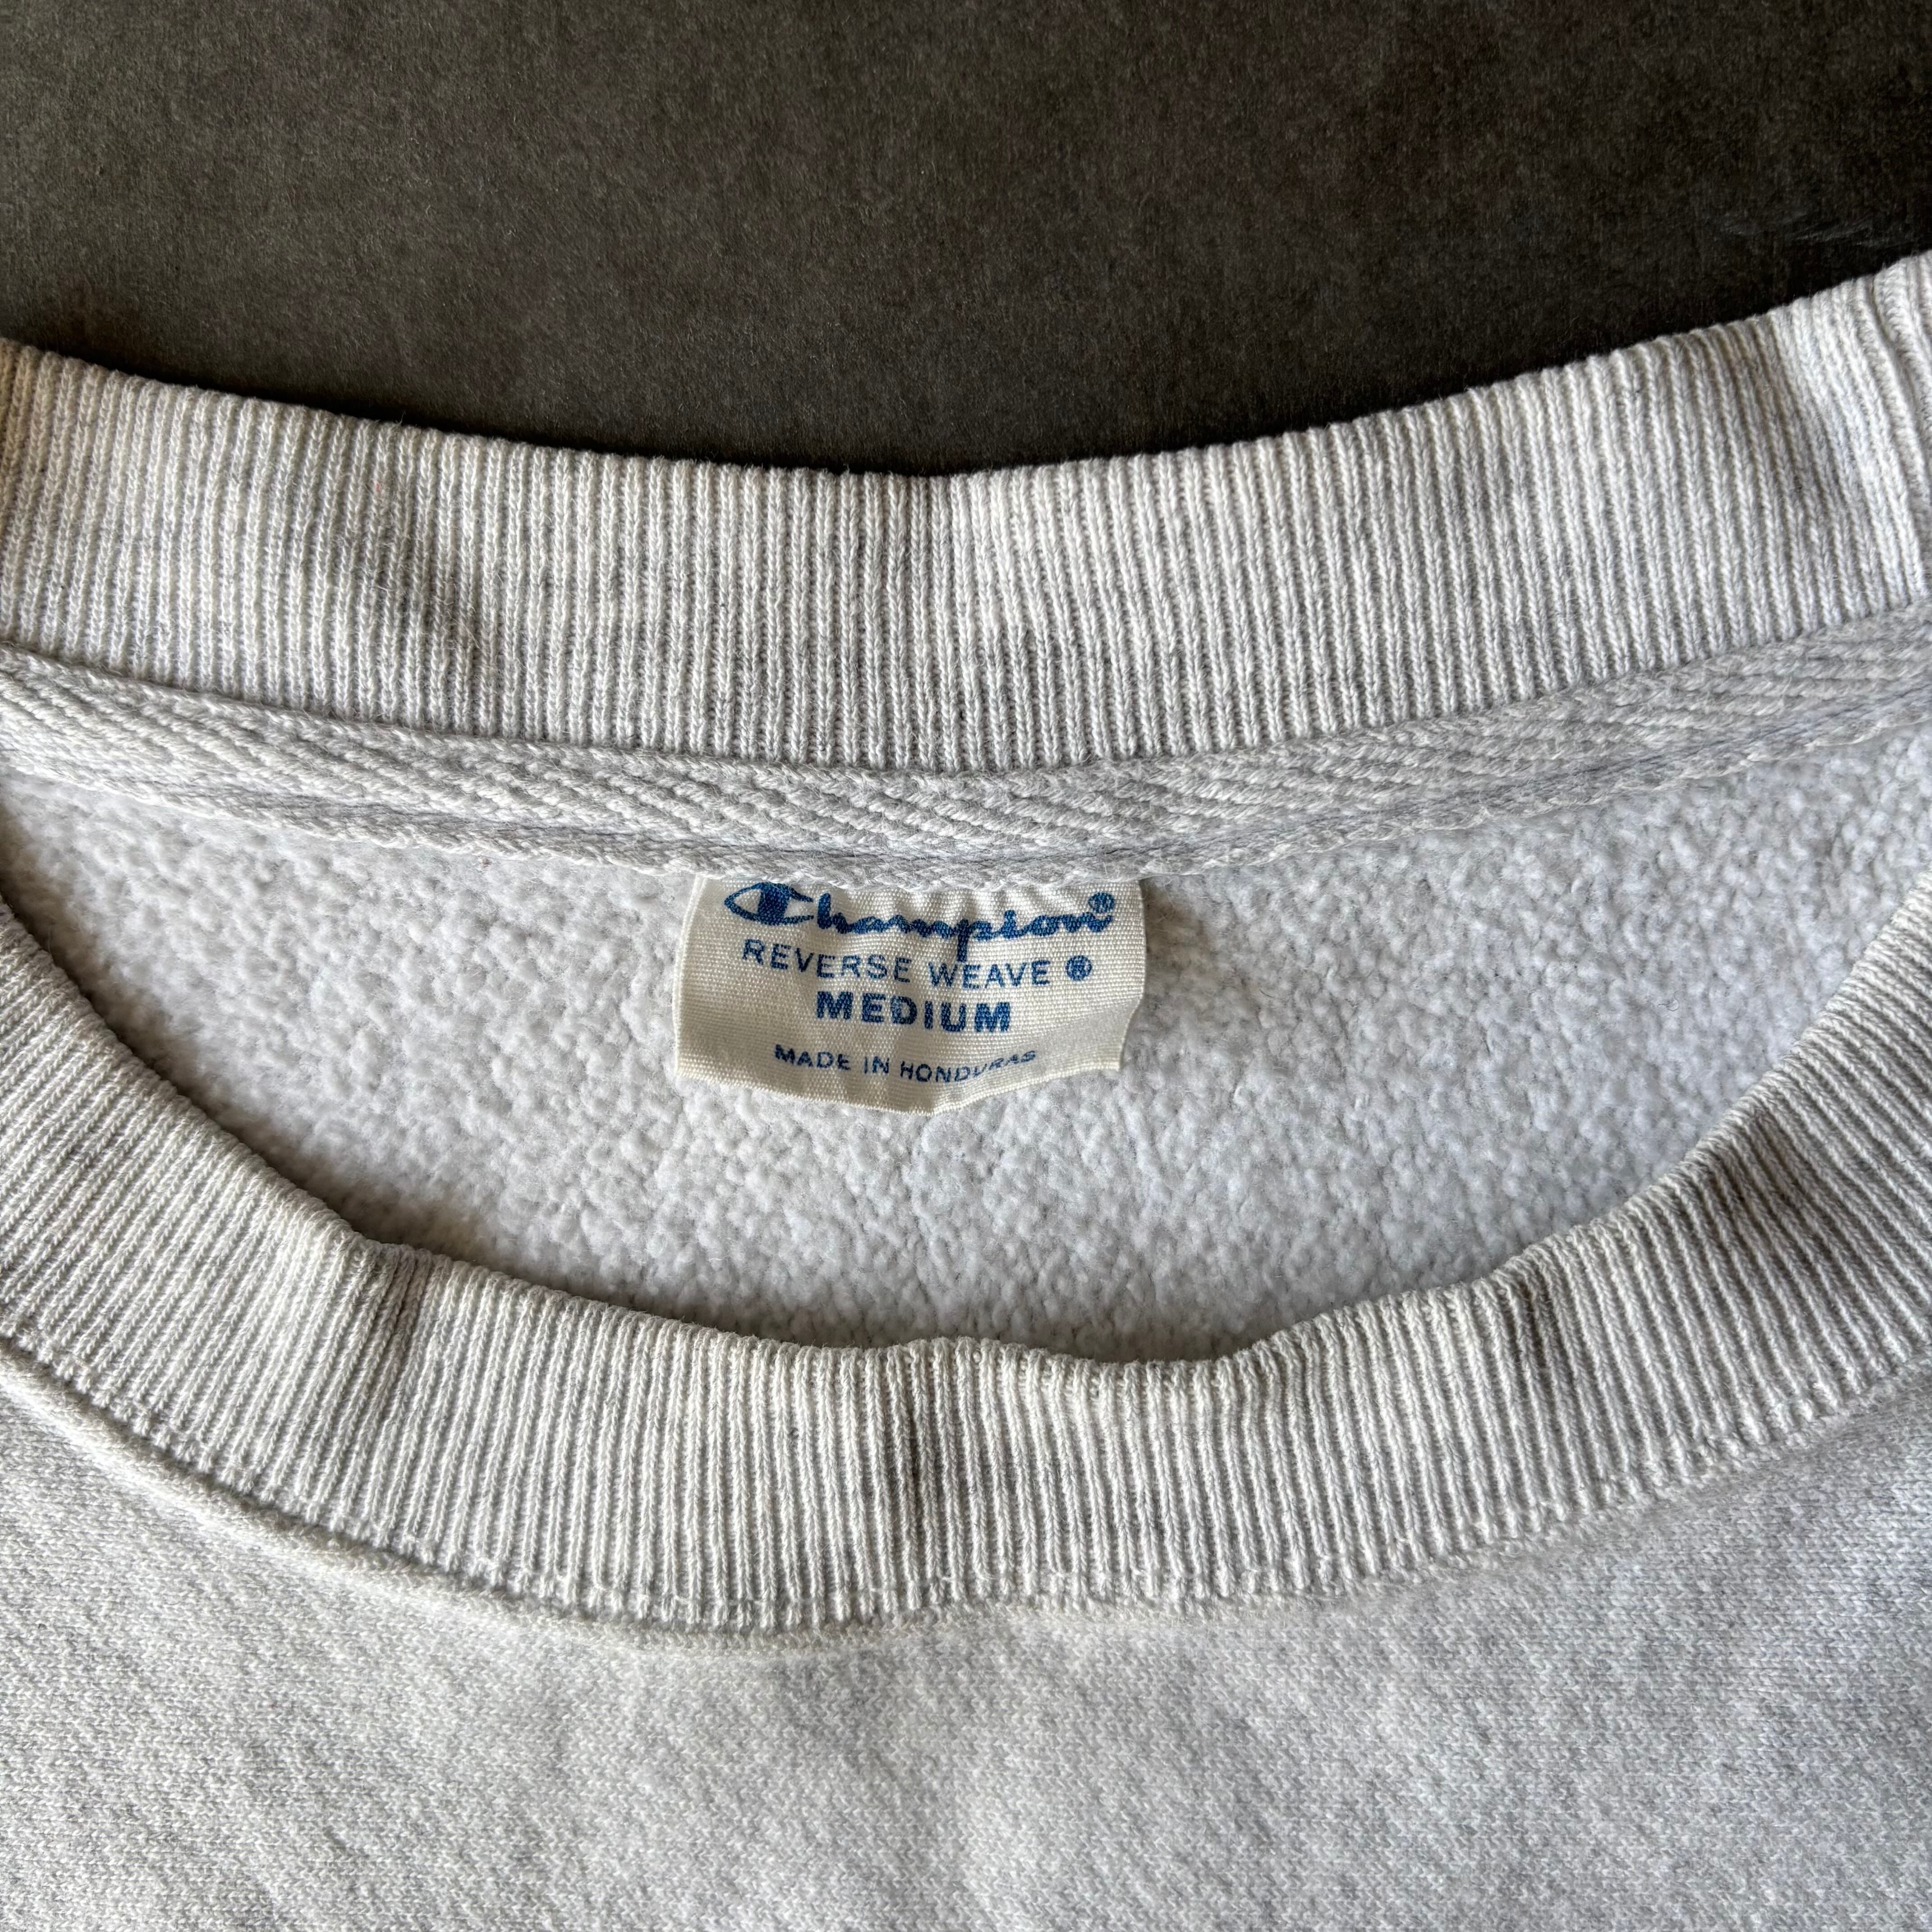 Champion®
REVERSE WEAVE ®
MEDIUM
MADE IN HONDURAS